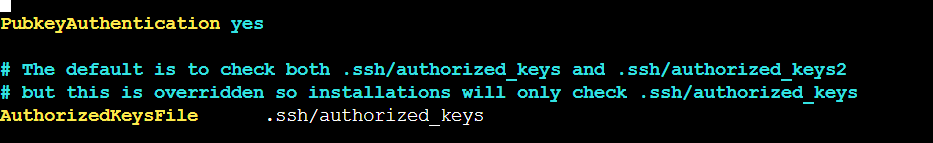 PubkeyAuthentication yes
# The default is to check both .ssh/authorized_keys and .ssh/authorized_keys2
# but this is overridden so installations will only check .ssh/authorized_keys
AuthorizedKeysFile      .ssh/authorized_keys